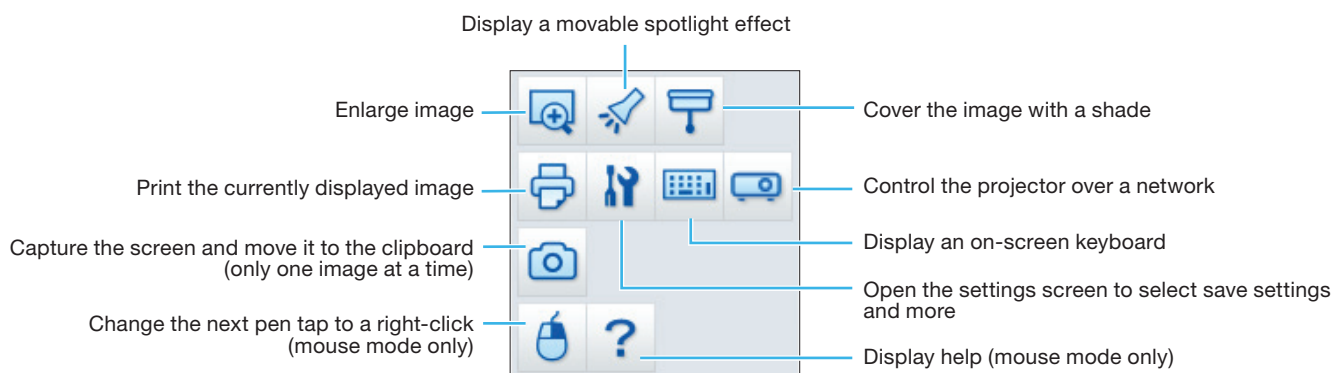 Display a movable spotlight effect
Enlarge image
Cover the image with a shade
Print the currently displayed image
Control the projector over a network
Capture the screen and move it to the clipboard
(only one image at a time)
Display an on-screen keyboard
Open the settings screen to select save settings
and more
Change the next pen tap to a right-click
(mouse mode only)
?
Display help (mouse mode only)